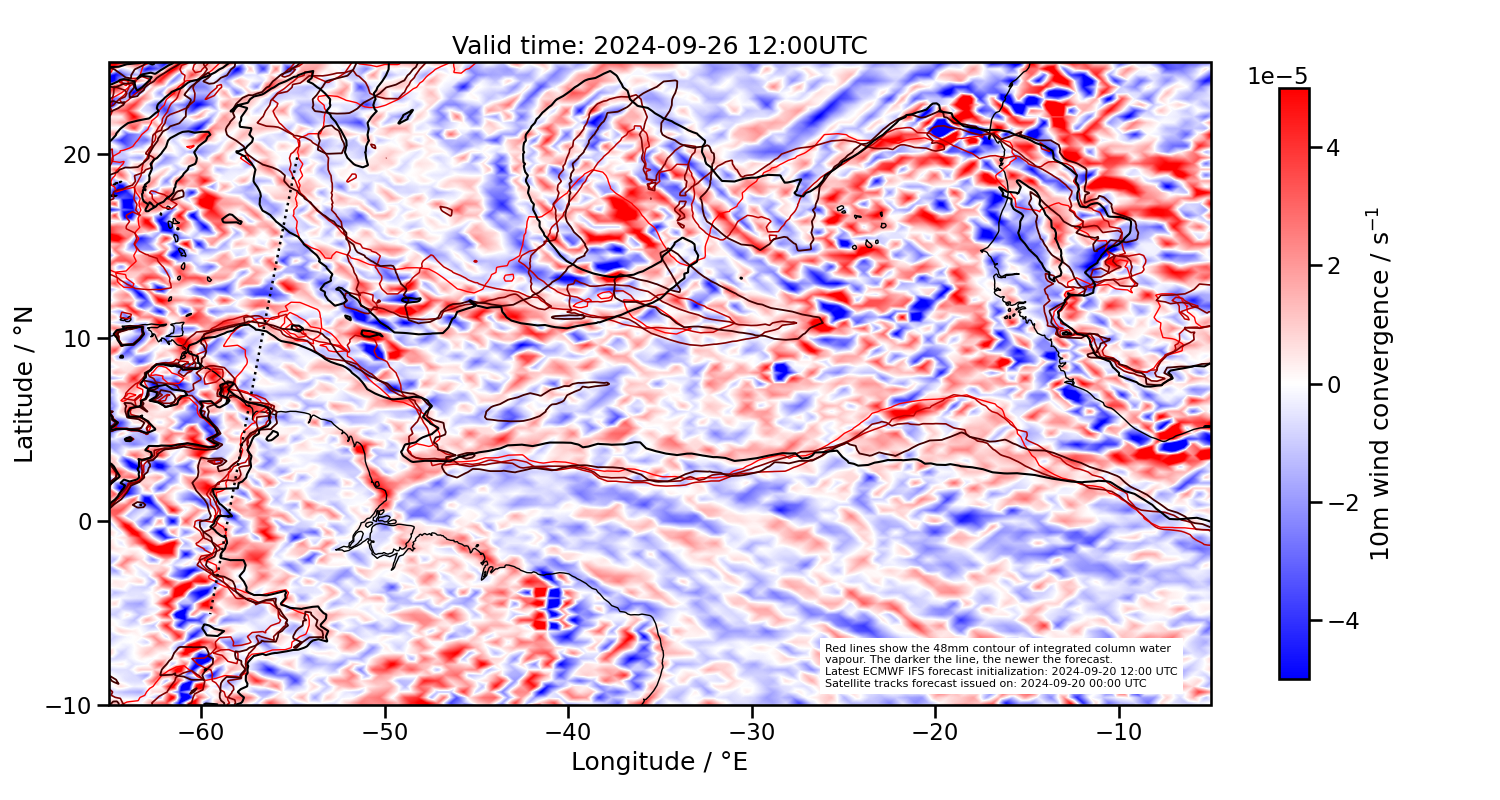 Valid time: 2024-09-26 12:00UTC
1e−5
20
10
0
−10
Latitude / °N
−60
−50
−40
−30
−20
−10
Longitude / °E
4
2
0
−2
−4
10m wind convergence / s⁻¹
Red lines show the 48mm contour of integrated column water
vapour. The darker the line, the newer the forecast.
Latest ECMWF IFS forecast initialization: 2024-09-20 12:00 UTC
Satellite tracks forecast issued on: 2024-09-20 00:00 UTC